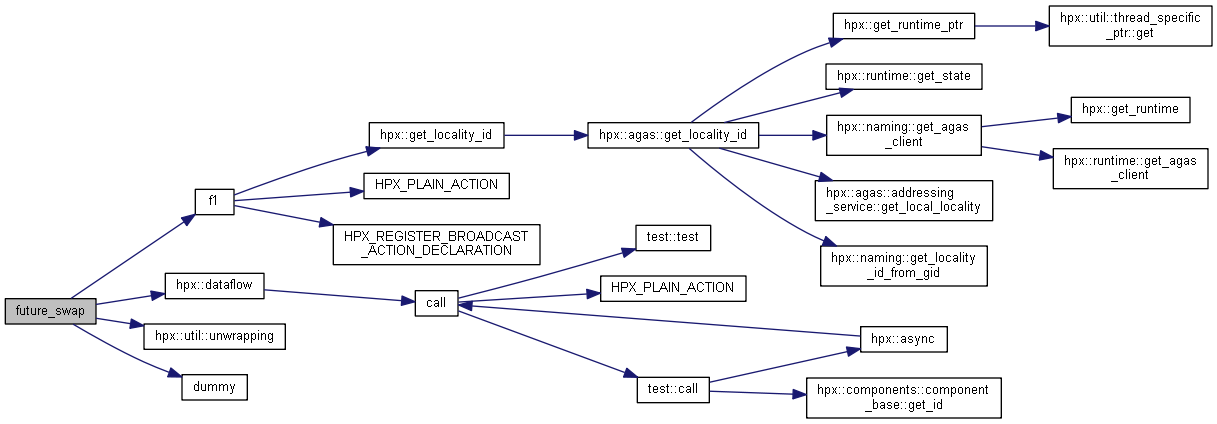 hpx::get_runtime_ptr
hpx::util::thread_specific
_ptr::get
hpx::runtime::get_state
hpx::get_runtime
hpx::get_locality_id
hpx::agas::get_locality_id
hpx::naming::get_agas
_client
hpx::runtime::get_agas
_client
HPX_PLAIN_ACTION
f1
hpx::agas::addressing
_service::get_local_locality
HPX_REGISTER_BROADCAST
_ACTION_DECLARATION
test::test
hpx::naming::get_locality
_id_from_gid
hpx::dataflow
call
HPX_PLAIN_ACTION
future_swap
hpx::util::unwrapping
hpx::async
dummy
test::call
hpx::components::component
_base::get_id